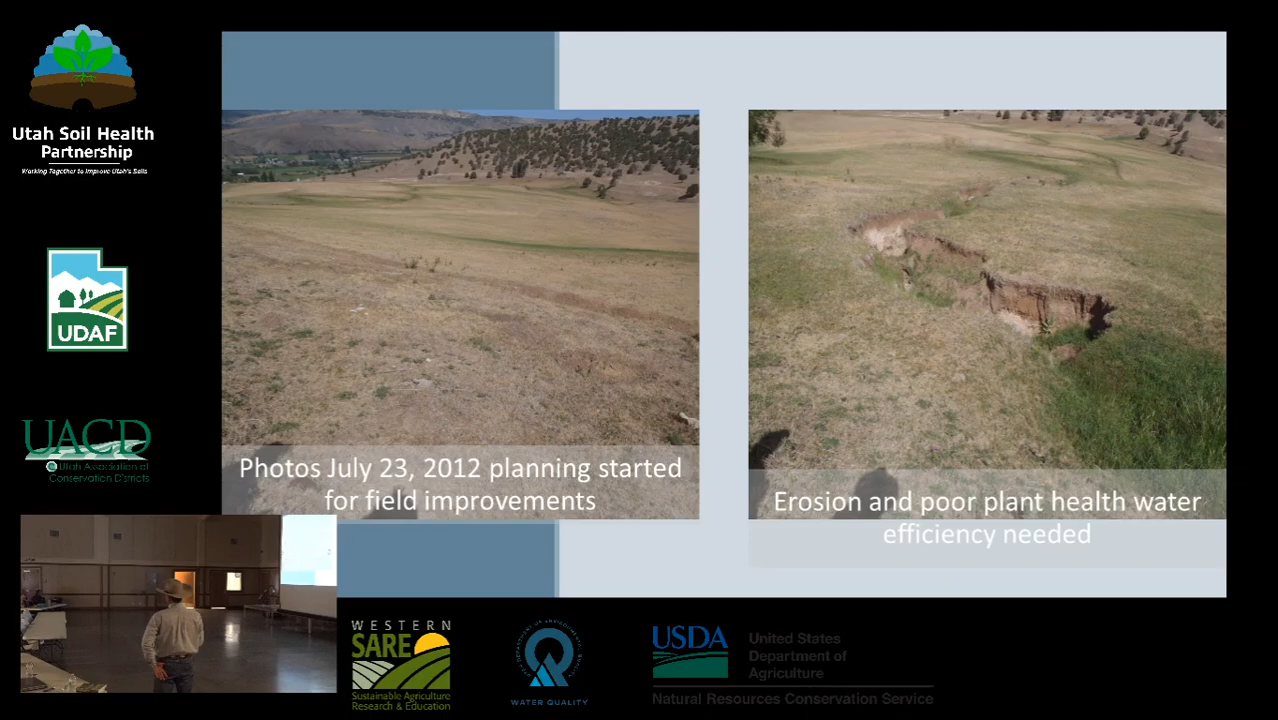 Utah Soil Health
Partnership
Working Together to Improve Utah's Soils
UDAF
UACD
Utah Association of
Conservation Districts
Photos July 23, 2012 planning started
for field improvements
Erosion and poor plant health water
efficiency needed
WESTERN
SARE
Sustainable Agriculture
Research & Education
WATER QUALITY
USDA
United States
Department of
Agriculture
Natural Resources Conservation Service